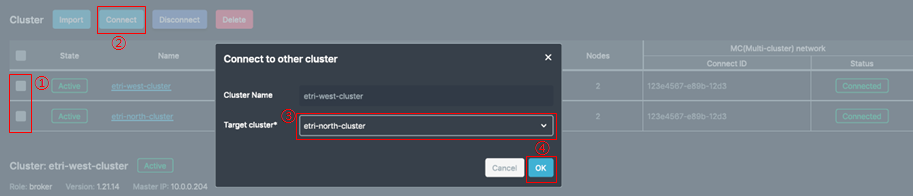 Cluster Import Connect Disconnect Delete
②
State Name Nodes MC(Multi-cluster) network
Connect ID Status
Connect to other cluster ×
①
Active etri-west-cluster 2 123e4567-e89b-12d3 Connected
Cluster Name etri-west-cluster
Active etri-north-cluster 2 123e4567-e89b-12d3 Connected
③
Target cluster* etri-north-cluster
④
Cancel OK
Cluster: etri-west-cluster Active
Role: broker Version: 1.21.14 Master IP: 10.0.0.204